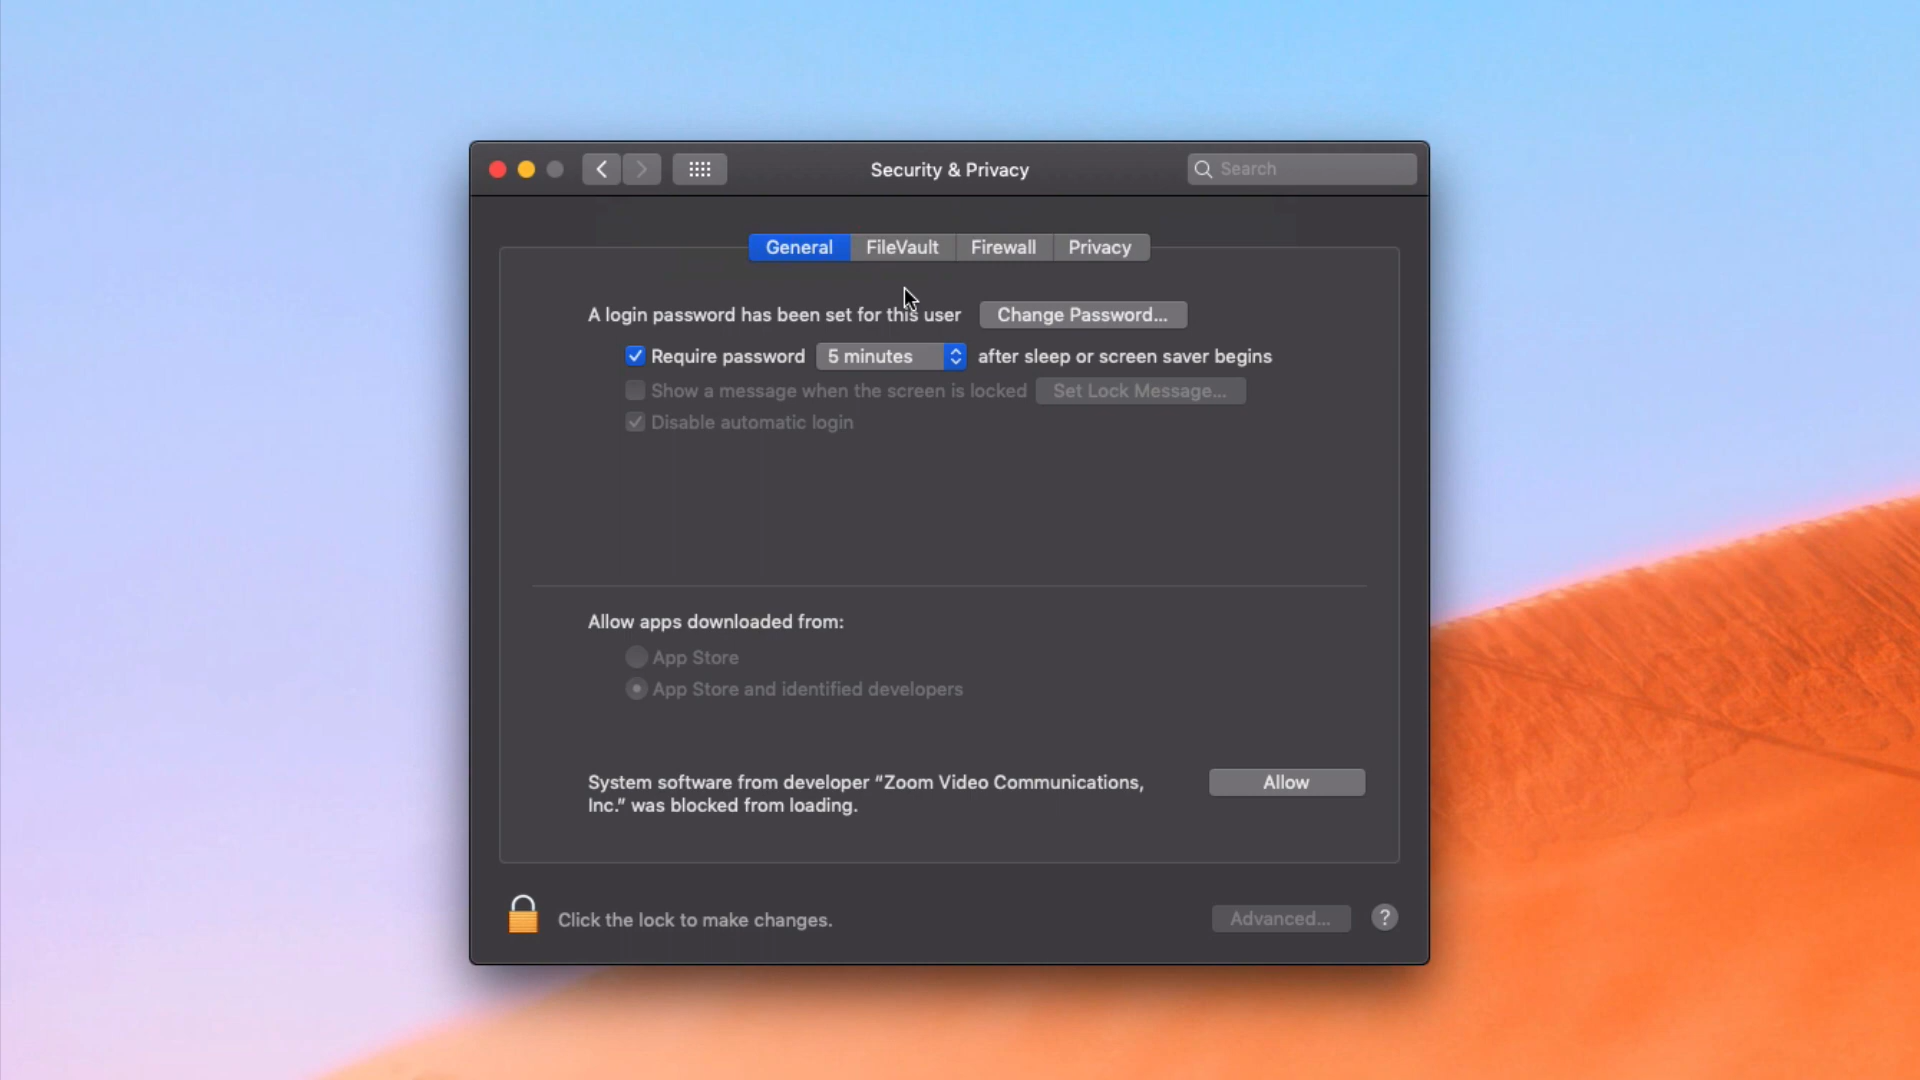 Security & Privacy
Search
General FileVault Firewall Privacy
A login password has been set for this user Change Password...
Require password 5 minutes after sleep or screen saver begins
Show a message when the screen is locked Set Lock Message...
Disable automatic login
Allow apps downloaded from:
App Store
App Store and identified developers
System software from developer “Zoom Video Communications, Allow
Inc.” was blocked from loading.
Click the lock to make changes. Advanced... ?